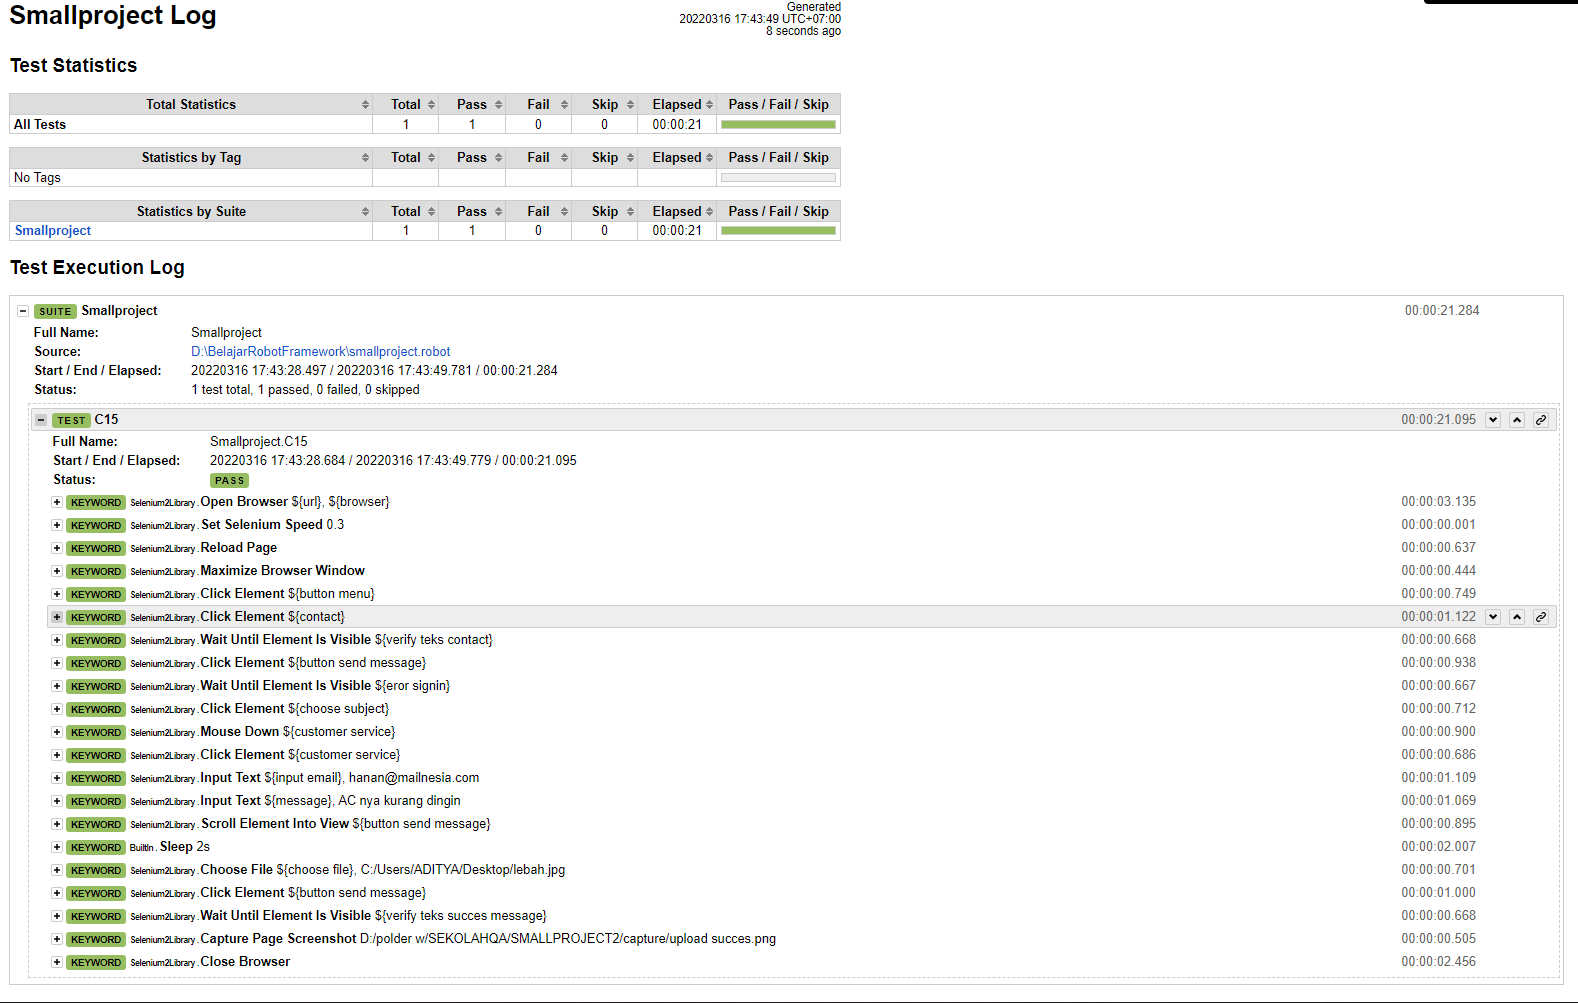 Smallproject Log
Generated
20220316 17:43:49 UTC+07:00
8 seconds ago
Test Statistics
Total Statistics Total Pass Fail Skip Elapsed Pass / Fail / Skip
All Tests 1 1 0 0 00:00:21
Statistics by Tag Total Pass Fail Skip Elapsed Pass / Fail / Skip
No Tags
Statistics by Suite Total Pass Fail Skip Elapsed Pass / Fail / Skip
Smallproject 1 1 0 0 00:00:21
Test Execution Log
SUITE Smallproject 00:00:21.284
Full Name: Smallproject
Source: D:\BelajarRobotFramework\smallproject.robot
Start / End / Elapsed: 20220316 17:43:28.497 / 20220316 17:43:49.781 / 00:00:21.284
Status: 1 test total, 1 passed, 0 failed, 0 skipped
TEST C15 00:00:21.095
Full Name: Smallproject.C15
Start / End / Elapsed: 20220316 17:43:28.684 / 20220316 17:43:49.779 / 00:00:21.095
Status: PASS
KEYWORD Selenium2Library. Open Browser ${url}, ${browser} 00:00:03.135
KEYWORD Selenium2Library. Set Selenium Speed 0.3 00:00:00.001
KEYWORD Selenium2Library. Reload Page 00:00:00.637
KEYWORD Selenium2Library. Maximize Browser Window 00:00:00.444
KEYWORD Selenium2Library. Click Element ${button menu} 00:00:00.749
KEYWORD Selenium2Library. Click Element ${contact} 00:00:01.122
KEYWORD Selenium2Library. Wait Until Element Is Visible ${verify teks contact} 00:00:00.668
KEYWORD Selenium2Library. Click Element ${button send message} 00:00:00.938
KEYWORD Selenium2Library. Wait Until Element Is Visible ${eror signin} 00:00:00.667
KEYWORD Selenium2Library. Click Element ${choose subject} 00:00:00.712
KEYWORD Selenium2Library. Mouse Down ${customer service} 00:00:00.900
KEYWORD Selenium2Library. Click Element ${customer service} 00:00:00.686
KEYWORD Selenium2Library. Input Text ${input email}, hanan@mailnesia.com 00:00:01.109
KEYWORD Selenium2Library. Input Text ${message}, AC nya kurang dingin 00:00:01.069
KEYWORD Selenium2Library. Scroll Element Into View ${button send message} 00:00:00.895
KEYWORD BuiltIn. Sleep 2s 00:00:02.007
KEYWORD Selenium2Library. Choose File ${choose file}, C:/Users/ADITYA/Desktop/lebah.jpg 00:00:00.701
KEYWORD Selenium2Library. Click Element ${button send message} 00:00:01.000
KEYWORD Selenium2Library. Wait Until Element Is Visible ${verify teks succes message} 00:00:00.668
KEYWORD Selenium2Library. Capture Page Screenshot D:/polder w/SEKOLAHQA/SMALLPROJECT2/capture/upload succes.png 00:00:00.505
KEYWORD Selenium2Library. Close Browser 00:00:02.456